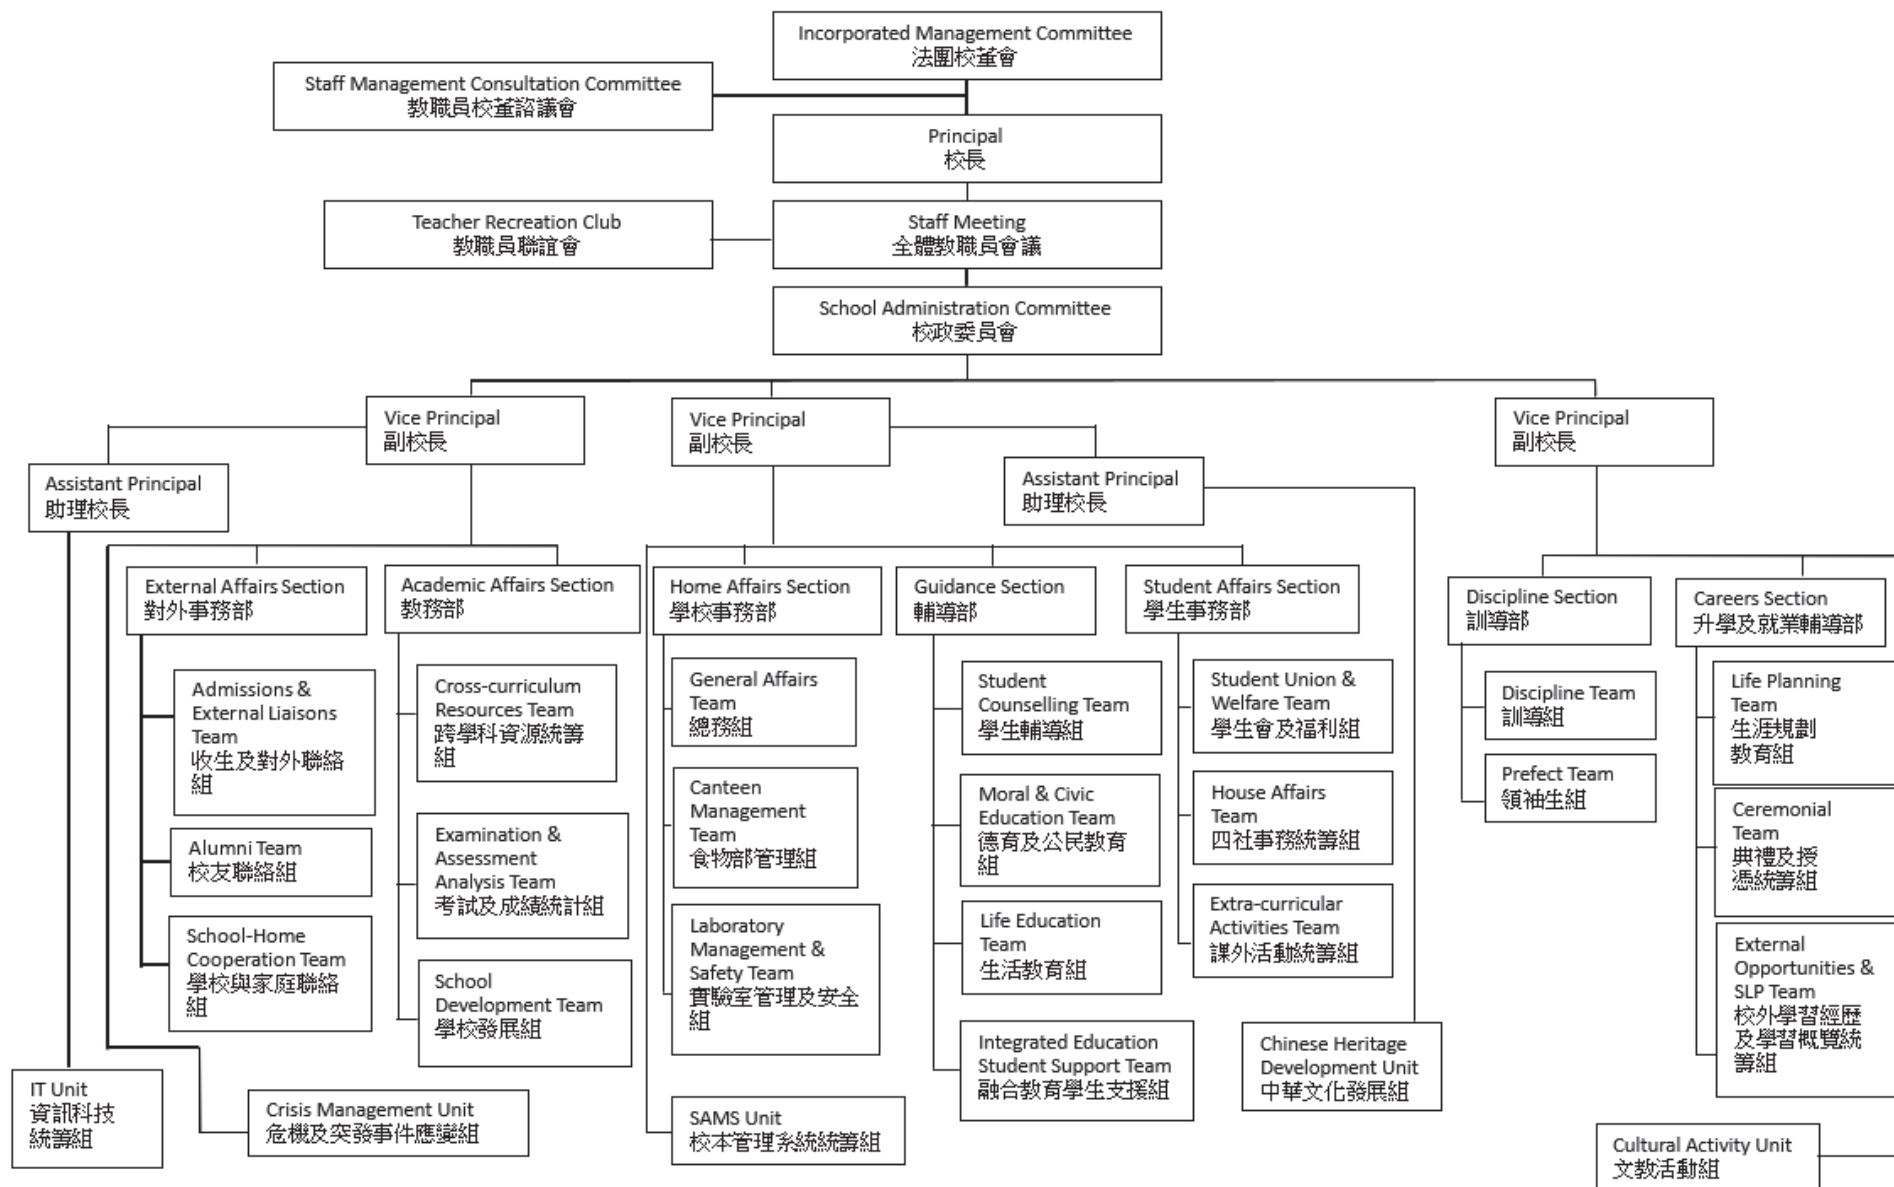 Incorporated Management Committee
法團校董會
Staff Management Consultation Committee
教職員校董諮議會
Principal
校長
Teacher Recreation Club
教職員聯誼會
Staff Meeting
全體教職員會議
School Administration Committee
校政委員會
Vice Principal
副校長
Vice Principal
副校長
Vice Principal
副校長
Assistant Principal
助理校長
Assistant Principal
助理校長
External Affairs Section
對外事務部
Academic Affairs Section
教務部
Home Affairs Section
學校事務部
Guidance Section
輔導部
Student Affairs Section
學生事務部
Discipline Section
訓導部
Careers Section
升學及就業輔導部
Admissions &
External Liaisons
Team
收生及對外聯絡
組
Alumni Team
校友聯絡組
School-Home
Cooperation Team
學校與家庭聯絡
組
Cross-curriculum
Resources Team
跨學科資源統籌
組
Examination &
Assessment
Analysis Team
考試及成績統計組
School
Development Team
學校發展組
General Affairs
Team
總務組
Canteen
Management
Team
食物部管理組
Laboratory
Management &
Safety Team
實驗室管理及安全
組
Student
Counselling Team
學生輔導組
Moral & Civic
Education Team
德育及公民教育
組
Life Education
Team
生活教育組
Integrated Education
Student Support Team
融合教育學生支援組
Student Union &
Welfare Team
學生會及福利組
House Affairs
Team
四社事務統籌組
Extra-curricular
Activities Team
課外活動統籌組
Discipline Team
訓導組
Prefect Team
領袖生組
Life Planning
Team
生涯規劃
教育組
Ceremonial
Team
典禮及授
憑統籌組
External
Opportunities &
SLP Team
校外學習經歷
及學習概覽統
籌組
IT Unit
資訊科技
統籌組
Crisis Management Unit
危機及突發事件應變組
SAMS Unit
校本管理系統統籌組
Chinese Heritage
Development Unit
中華文化發展組
Cultural Activity Unit
文教活動組